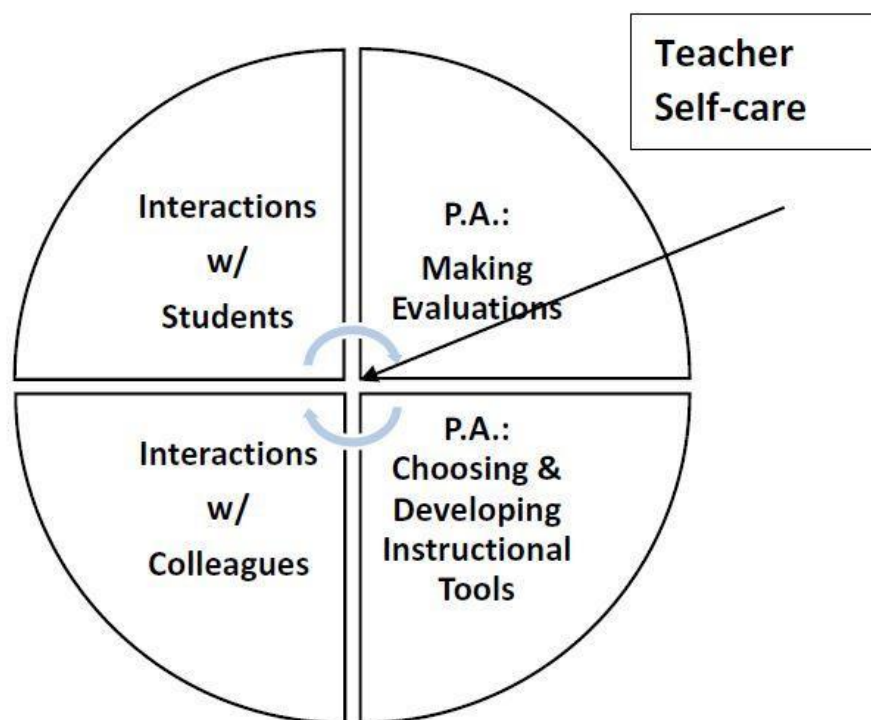 Teacher
Self-care
Interactions
w/
Students
P.A.:
Making
Evaluations
Interactions
w/
Colleagues
P.A.:
Choosing &
Developing
Instructional
Tools